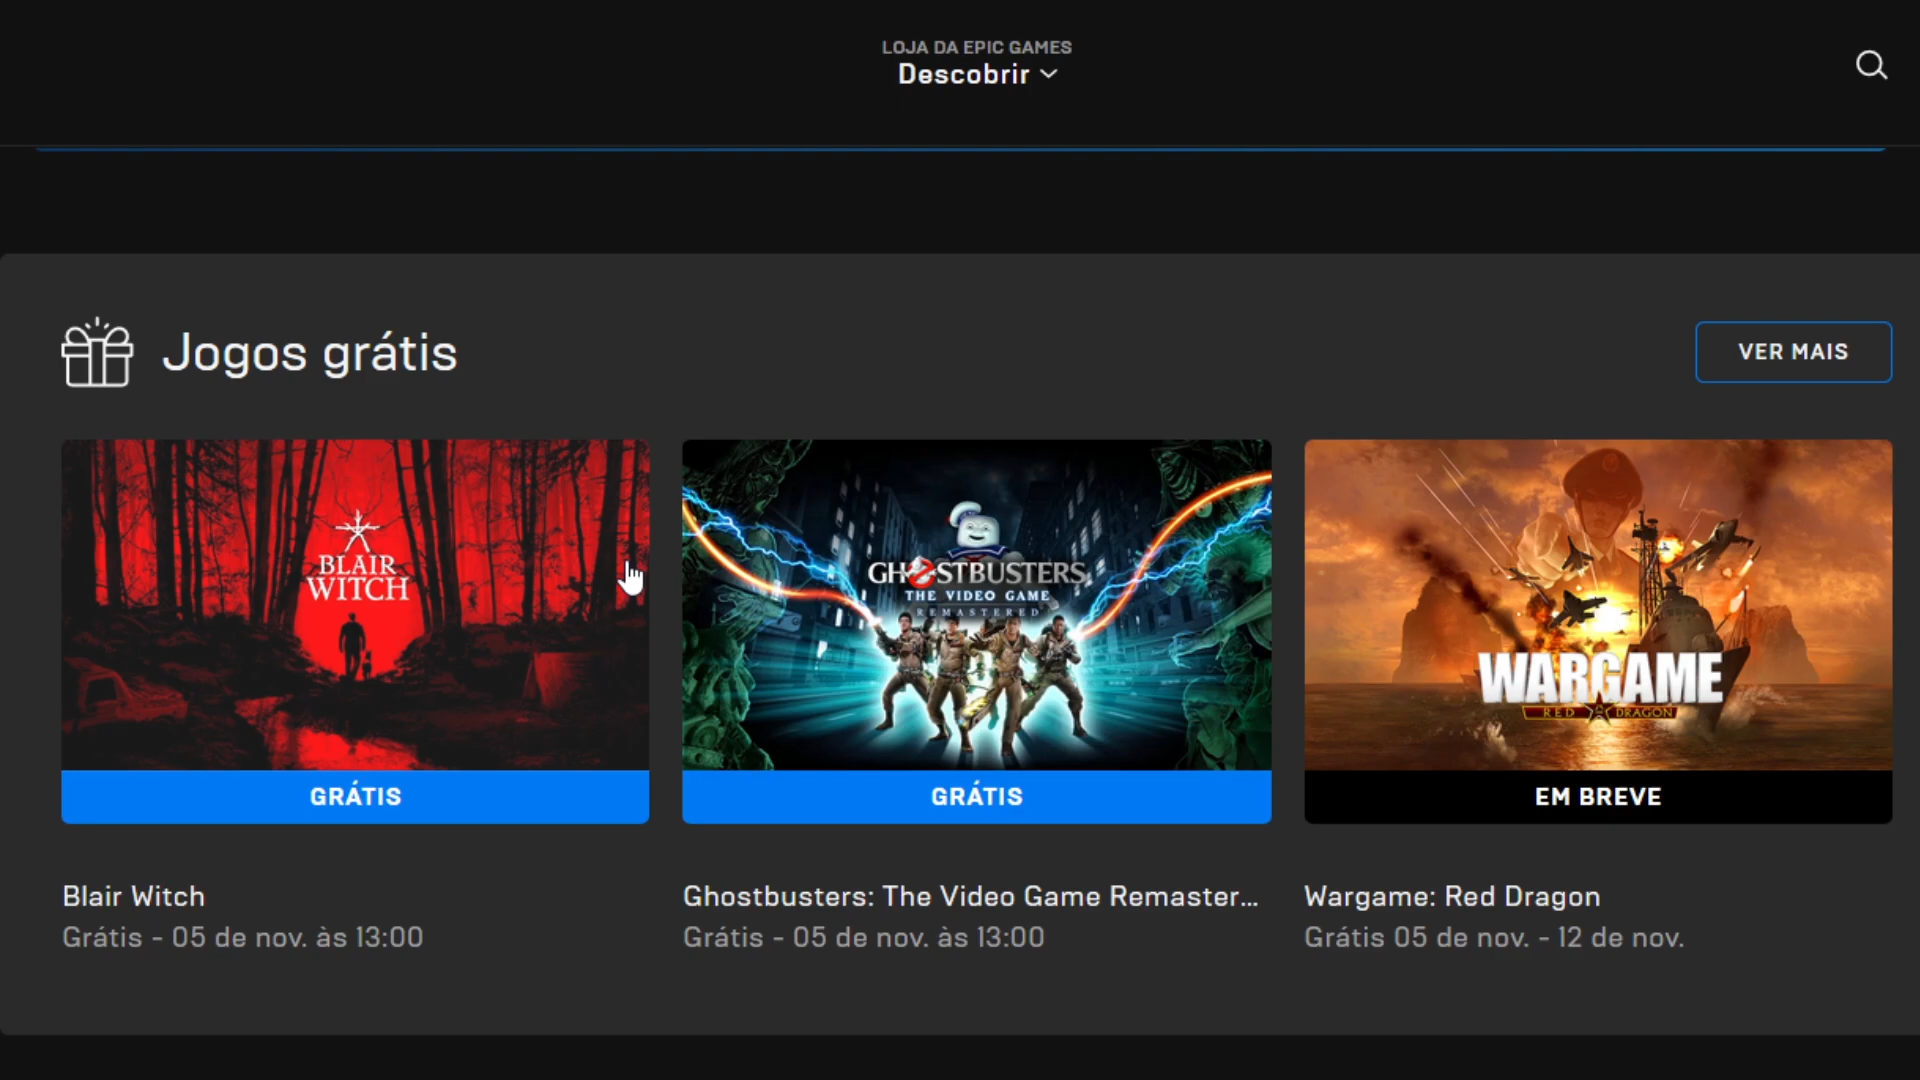 LOJA DA EPIC GAMES
Descobrir
Jogos grátis
VER MAIS
BLAIR
WITCH
GRÁTIS
Blair Witch
Grátis - 05 de nov. às 13:00
GHOSTBUSTERS
THE VIDEO GAME
REMASTERED
GRÁTIS
Ghostbusters: The Video Game Remaster...
Grátis - 05 de nov. às 13:00
WARGAME
RED DRAGON
EM BREVE
Wargame: Red Dragon
Grátis 05 de nov. - 12 de nov.